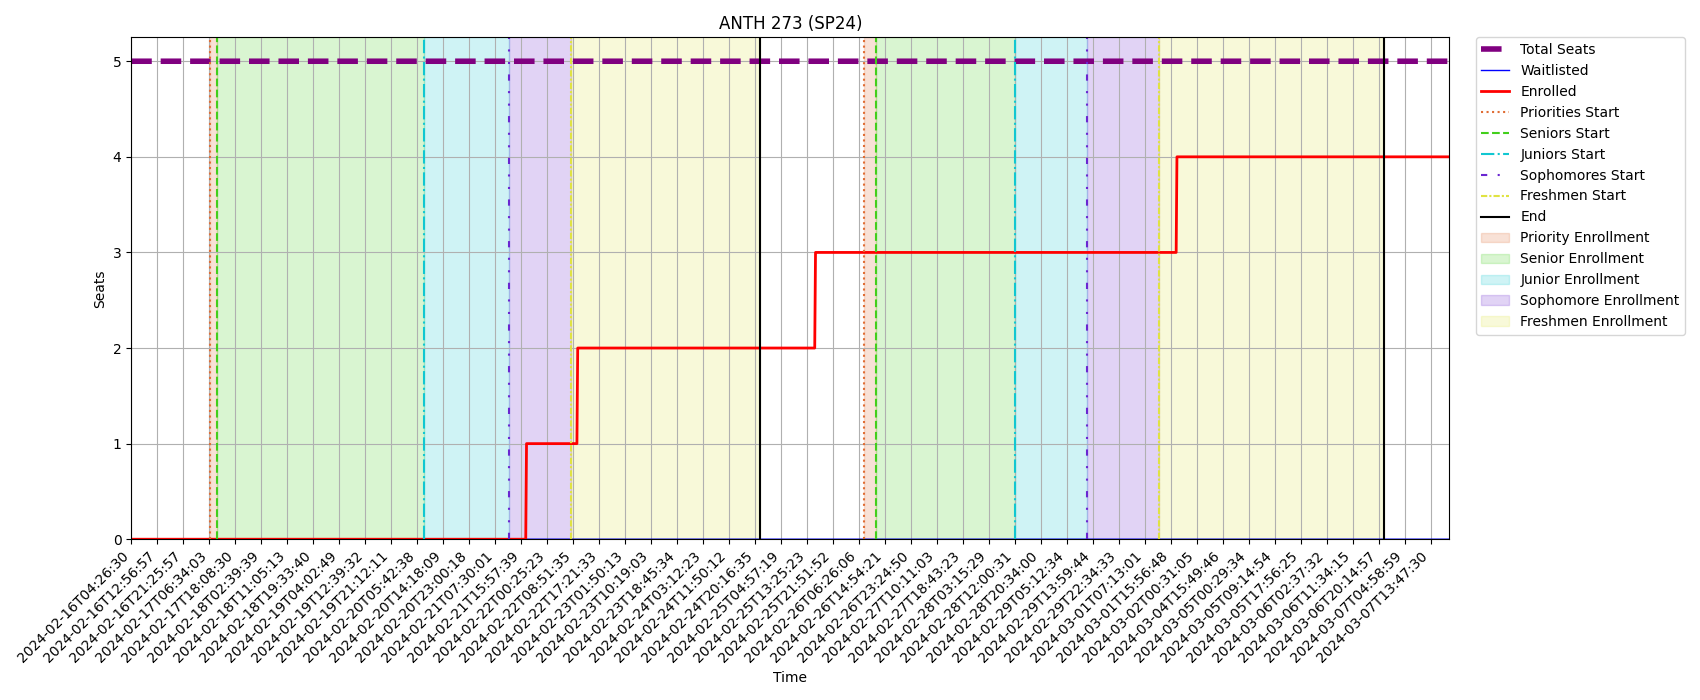 ANTH 273 (SP24)
Total Seats
Waitlisted
Enrolled
Priorities Start
Seniors Start
Juniors Start
Sophomores Start
Freshmen Start
End
Priority Enrollment
Senior Enrollment
Junior Enrollment
Sophomore Enrollment
Freshmen Enrollment
Seats
5
4
3
2
1
0
2024-02-16T04:26:30
2024-02-16T12:56:57
2024-02-16T21:25:57
2024-02-17T06:34:03
2024-02-17T18:08:30
2024-02-18T02:39:39
2024-02-18T11:05:13
2024-02-18T19:33:40
2024-02-19T04:02:49
2024-02-19T12:39:32
2024-02-19T21:12:11
2024-02-20T05:42:38
2024-02-20T14:18:09
2024-02-20T23:00:18
2024-02-21T07:30:01
2024-02-21T15:57:39
2024-02-22T00:25:23
2024-02-22T08:51:35
2024-02-22T17:21:33
2024-02-23T01:50:13
2024-02-23T10:19:03
2024-02-23T18:45:34
2024-02-24T03:12:23
2024-02-24T11:50:12
2024-02-24T20:16:35
2024-02-25T04:57:19
2024-02-25T13:25:23
2024-02-25T21:51:52
2024-02-26T06:26:06
2024-02-26T14:54:21
2024-02-26T23:24:50
2024-02-27T10:11:03
2024-02-27T18:43:23
2024-02-28T03:15:29
2024-02-28T12:00:31
2024-02-28T20:34:00
2024-02-29T05:12:34
2024-02-29T13:59:44
2024-02-29T22:34:33
2024-03-01T07:13:01
2024-03-01T15:56:48
2024-03-02T00:31:05
2024-03-04T15:49:46
2024-03-05T00:29:34
2024-03-05T09:14:54
2024-03-05T17:56:25
2024-03-06T02:37:32
2024-03-06T11:34:15
2024-03-06T20:14:57
2024-03-07T04:58:59
2024-03-07T13:47:30
Time